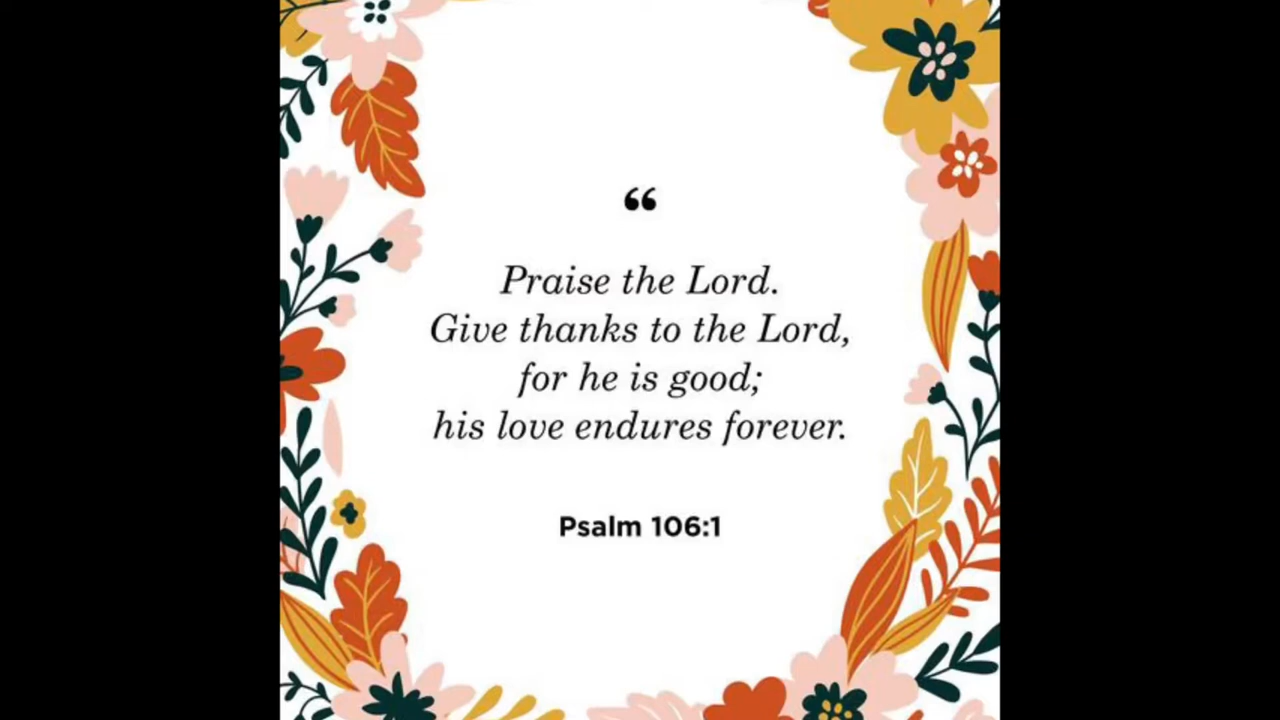 “
Praise the Lord.
Give thanks to the Lord,
for he is good;
his love endures forever.
Psalm 106:1